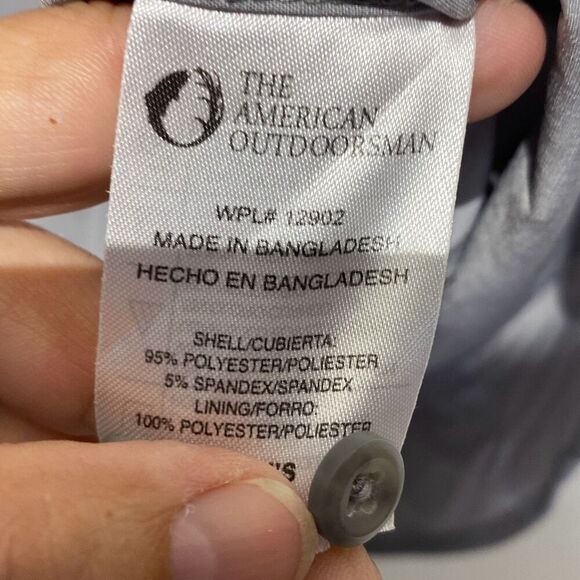 THE
AMERICAN
OUTDOORSMAN
WPL# 12902
MADE IN BANGLADESH
HECHO EN BANGLADESH
SHELL/CUBIERTA:
95% POLYESTER/POLIESTER
5% SPANDEX/SPANDEX
LINING/FORRO:
100% POLYESTER/POLIESTER